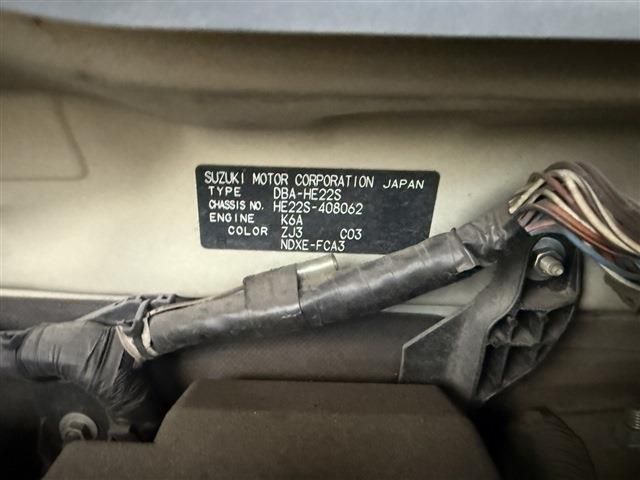 SUZUKI MOTOR CORPORATION JAPAN
TYPE DBA-HE22S
CHASSIS NO. HE22S-408062
ENGINE K6A
COLOR ZJ3 C03
NDXE-FCA3